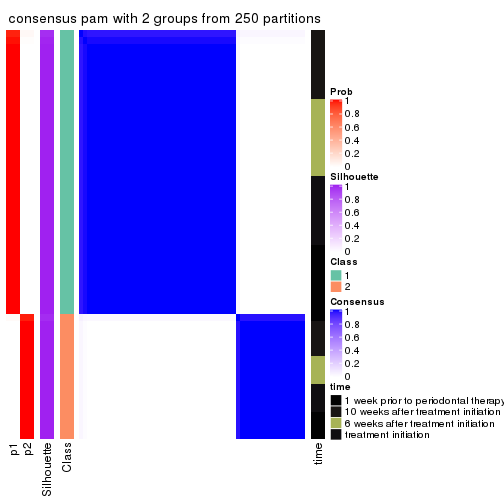 consensus pam with 2 groups from 250 partitions
Prob
1
0.8
0.6
0.4
0.2
0
Silhouette
1
0.8
0.6
0.4
0.2
0
Class
1
2
Consensus
1
0.8
0.6
0.4
0.2
0
time
1 week prior to periodontal therapy
10 weeks after treatment initiation
6 weeks after treatment initiation
treatment initiation
p1
p2
Silhouette
Class
time